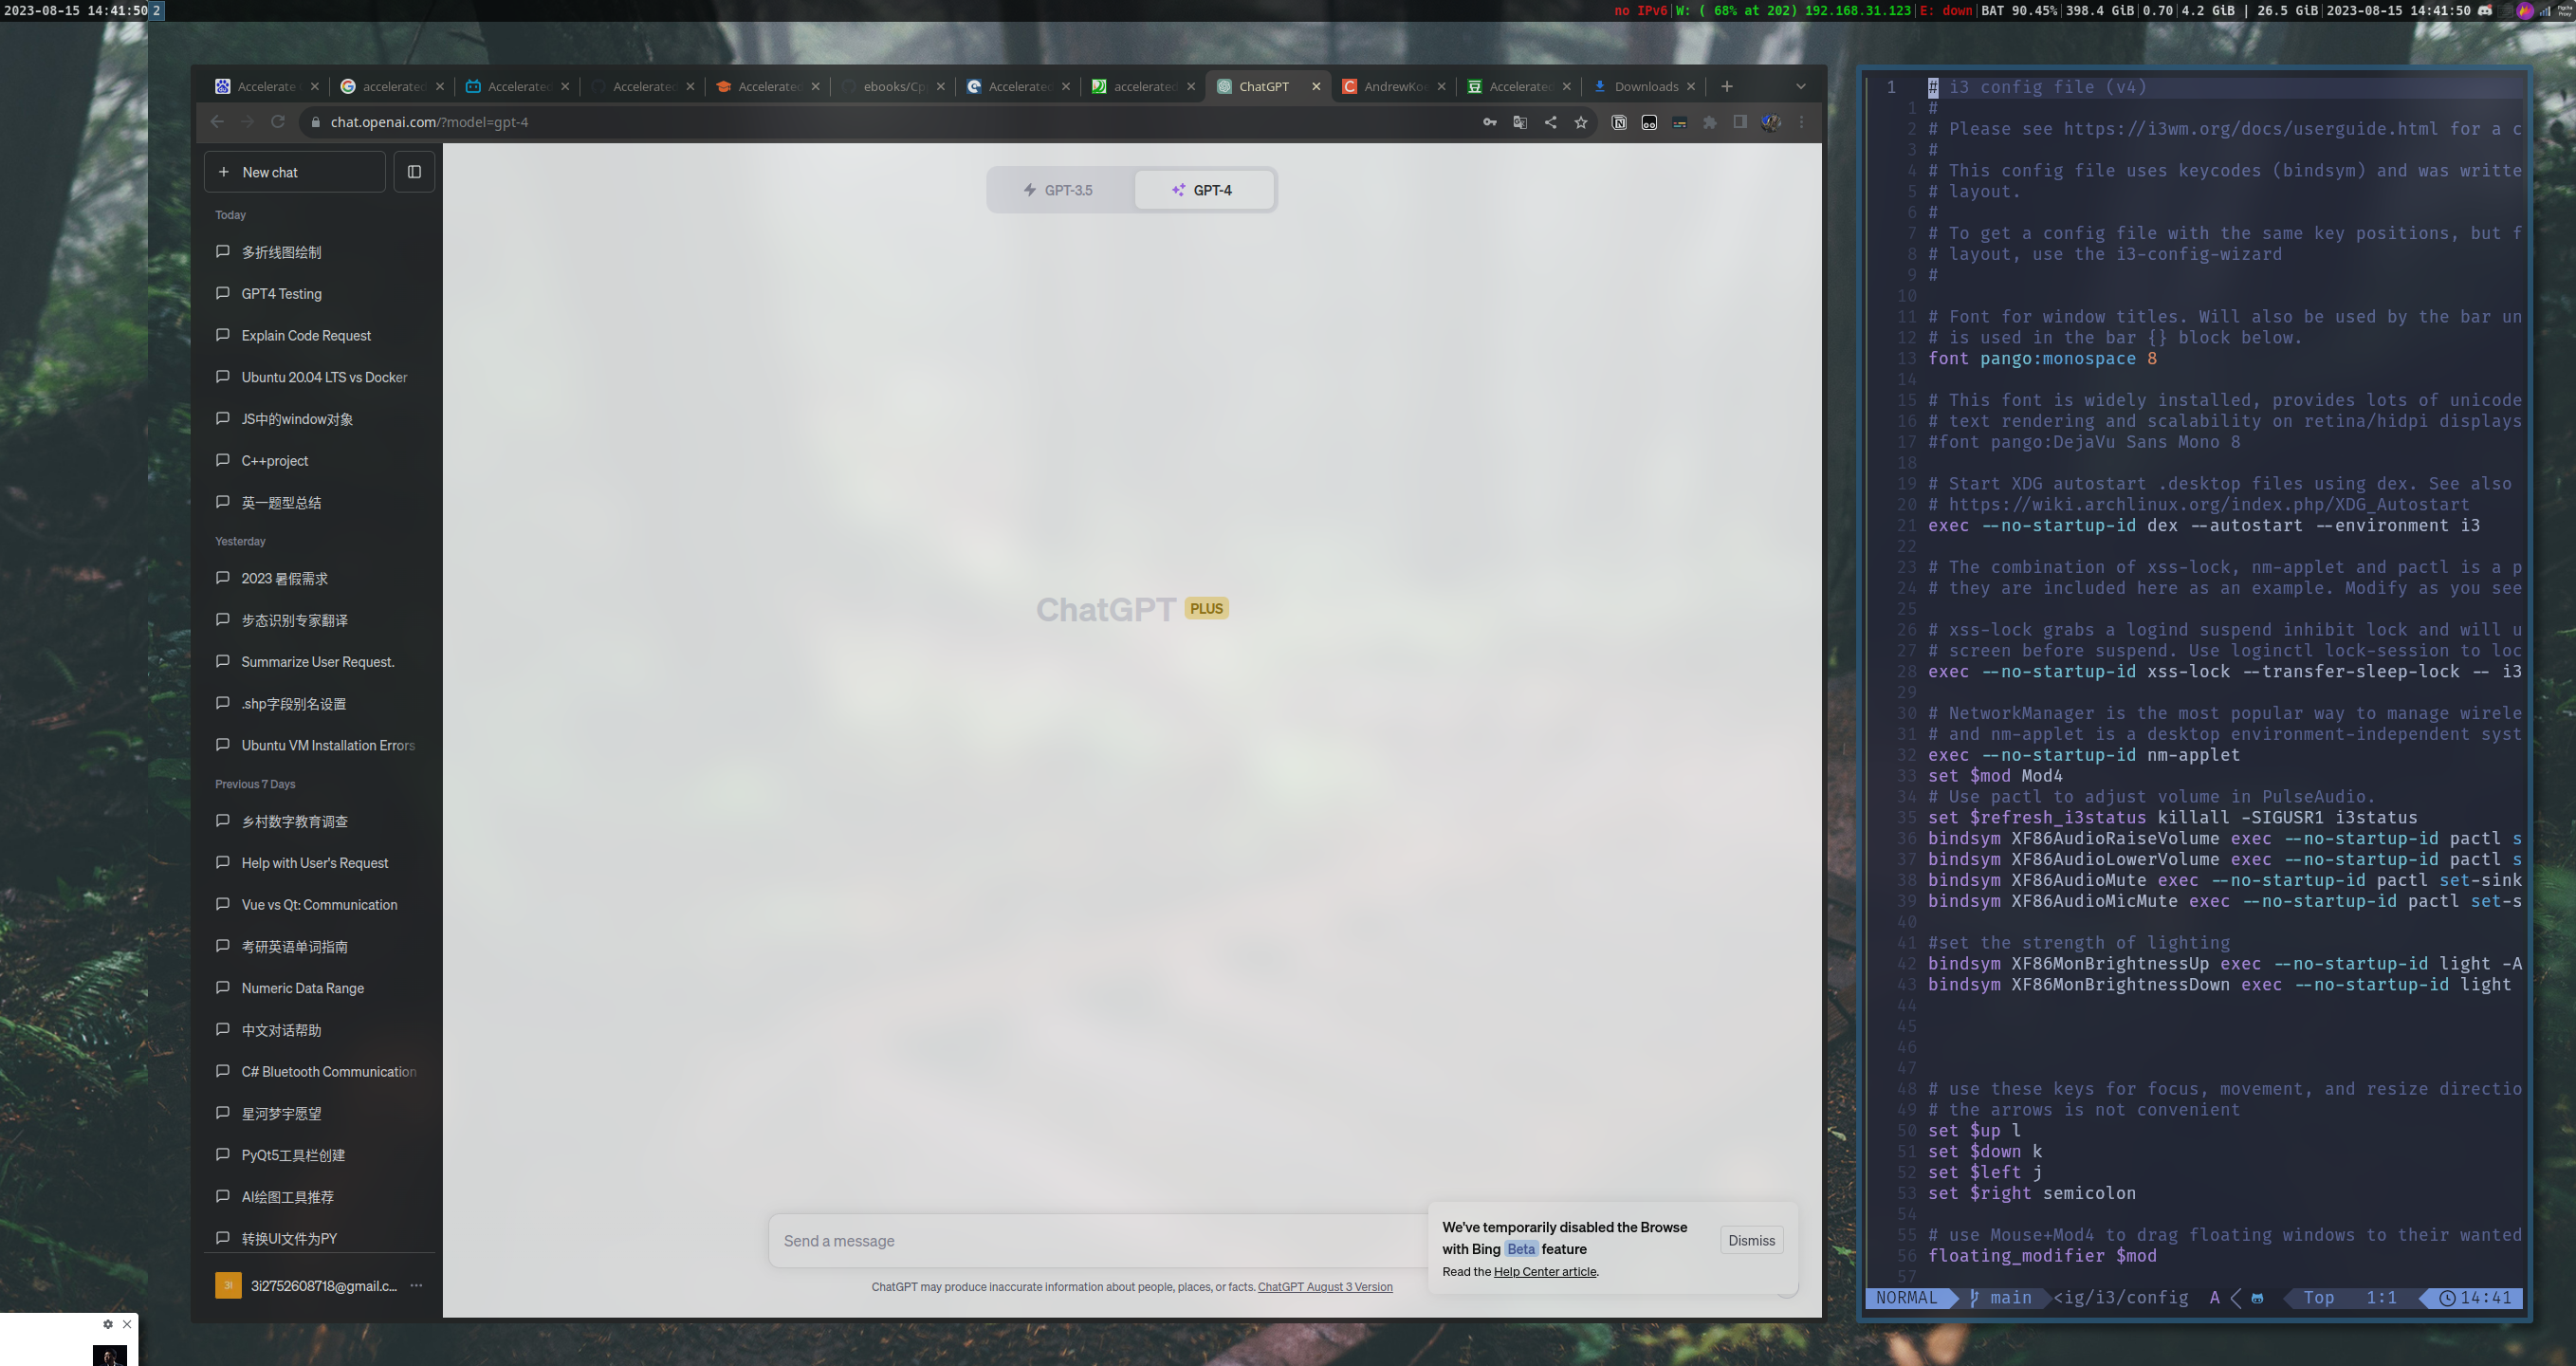 2023-08-15 14:41:50 2
no IPv6 W: ( 68% at 202) 192.168.31.123 E: down BAT 90.45% 398.4 GiB 0.70 4.2 GiB | 26.5 GiB 2023-08-15 14:41:50
Accelerate accelerated Accelerated Accelerated Accelerated ebooks/Cp Accelerated accelerated ChatGPT AndrewKoe Accelerated Downloads
chat.openai.com/?model=gpt-4
New chat
Today
多折线图绘制
GPT4 Testing
Explain Code Request
Ubuntu 20.04 LTS vs Docker
JS中的window对象
C++project
英一题型总结
Yesterday
2023 暑假需求
步态识别专家翻译
Summarize User Request.
.shp字段别名设置
Ubuntu VM Installation Errors
Previous 7 Days
乡村数字教育调查
Help with User's Request
Vue vs Qt: Communication
考研英语单词指南
Numeric Data Range
中文对话帮助
C# Bluetooth Communication
星河梦宇愿望
PyQt5工具栏创建
AI绘图工具推荐
转换UI文件为PY
3i 3i2752608718@gmail.c...
GPT-3.5 GPT-4
ChatGPT PLUS
Send a message
We've temporarily disabled the Browse
with Bing Beta feature
Read the Help Center article.
Dismiss
ChatGPT may produce inaccurate information about people, places, or facts. ChatGPT August 3 Version
1 # i3 config file (v4)
1 #
2 # Please see https://i3wm.org/docs/userguide.html for a c
3 #
4 # This config file uses keycodes (bindsym) and was writte
5 # layout.
6 #
7 # To get a config file with the same key positions, but f
8 # layout, use the i3-config-wizard
9 #
10
11 # Font for window titles. Will also be used by the bar un
12 # is used in the bar {} block below.
13 font pango:monospace 8
14
15 # This font is widely installed, provides lots of unicode
16 # text rendering and scalability on retina/hidpi displays
17 #font pango:DejaVu Sans Mono 8
18
19 # Start XDG autostart .desktop files using dex. See also
20 # https://wiki.archlinux.org/index.php/XDG_Autostart
21 exec --no-startup-id dex --autostart --environment i3
22
23 # The combination of xss-lock, nm-applet and pactl is a p
24 # they are included here as an example. Modify as you see
25
26 # xss-lock grabs a logind suspend inhibit lock and will u
27 # screen before suspend. Use loginctl lock-session to loc
28 exec --no-startup-id xss-lock --transfer-sleep-lock -- i3
29
30 # NetworkManager is the most popular way to manage wirele
31 # and nm-applet is a desktop environment-independent syst
32 exec --no-startup-id nm-applet
33 set $mod Mod4
34 # Use pactl to adjust volume in PulseAudio.
35 set $refresh_i3status killall -SIGUSR1 i3status
36 bindsym XF86AudioRaiseVolume exec --no-startup-id pactl s
37 bindsym XF86AudioLowerVolume exec --no-startup-id pactl s
38 bindsym XF86AudioMute exec --no-startup-id pactl set-sink
39 bindsym XF86AudioMicMute exec --no-startup-id pactl set-s
40
41 #set the strength of lighting
42 bindsym XF86MonBrightnessUp exec --no-startup-id light -A
43 bindsym XF86MonBrightnessDown exec --no-startup-id light
44
45
46
47
48 # use these keys for focus, movement, and resize directio
49 # the arrows is not convenient
50 set $up l
51 set $down k
52 set $left j
53 set $right semicolon
54
55 # use Mouse+Mod4 to drag floating windows to their wanted
56 floating_modifier $mod
57
NORMAL main <ig/i3/config A Top 1:1 14:41